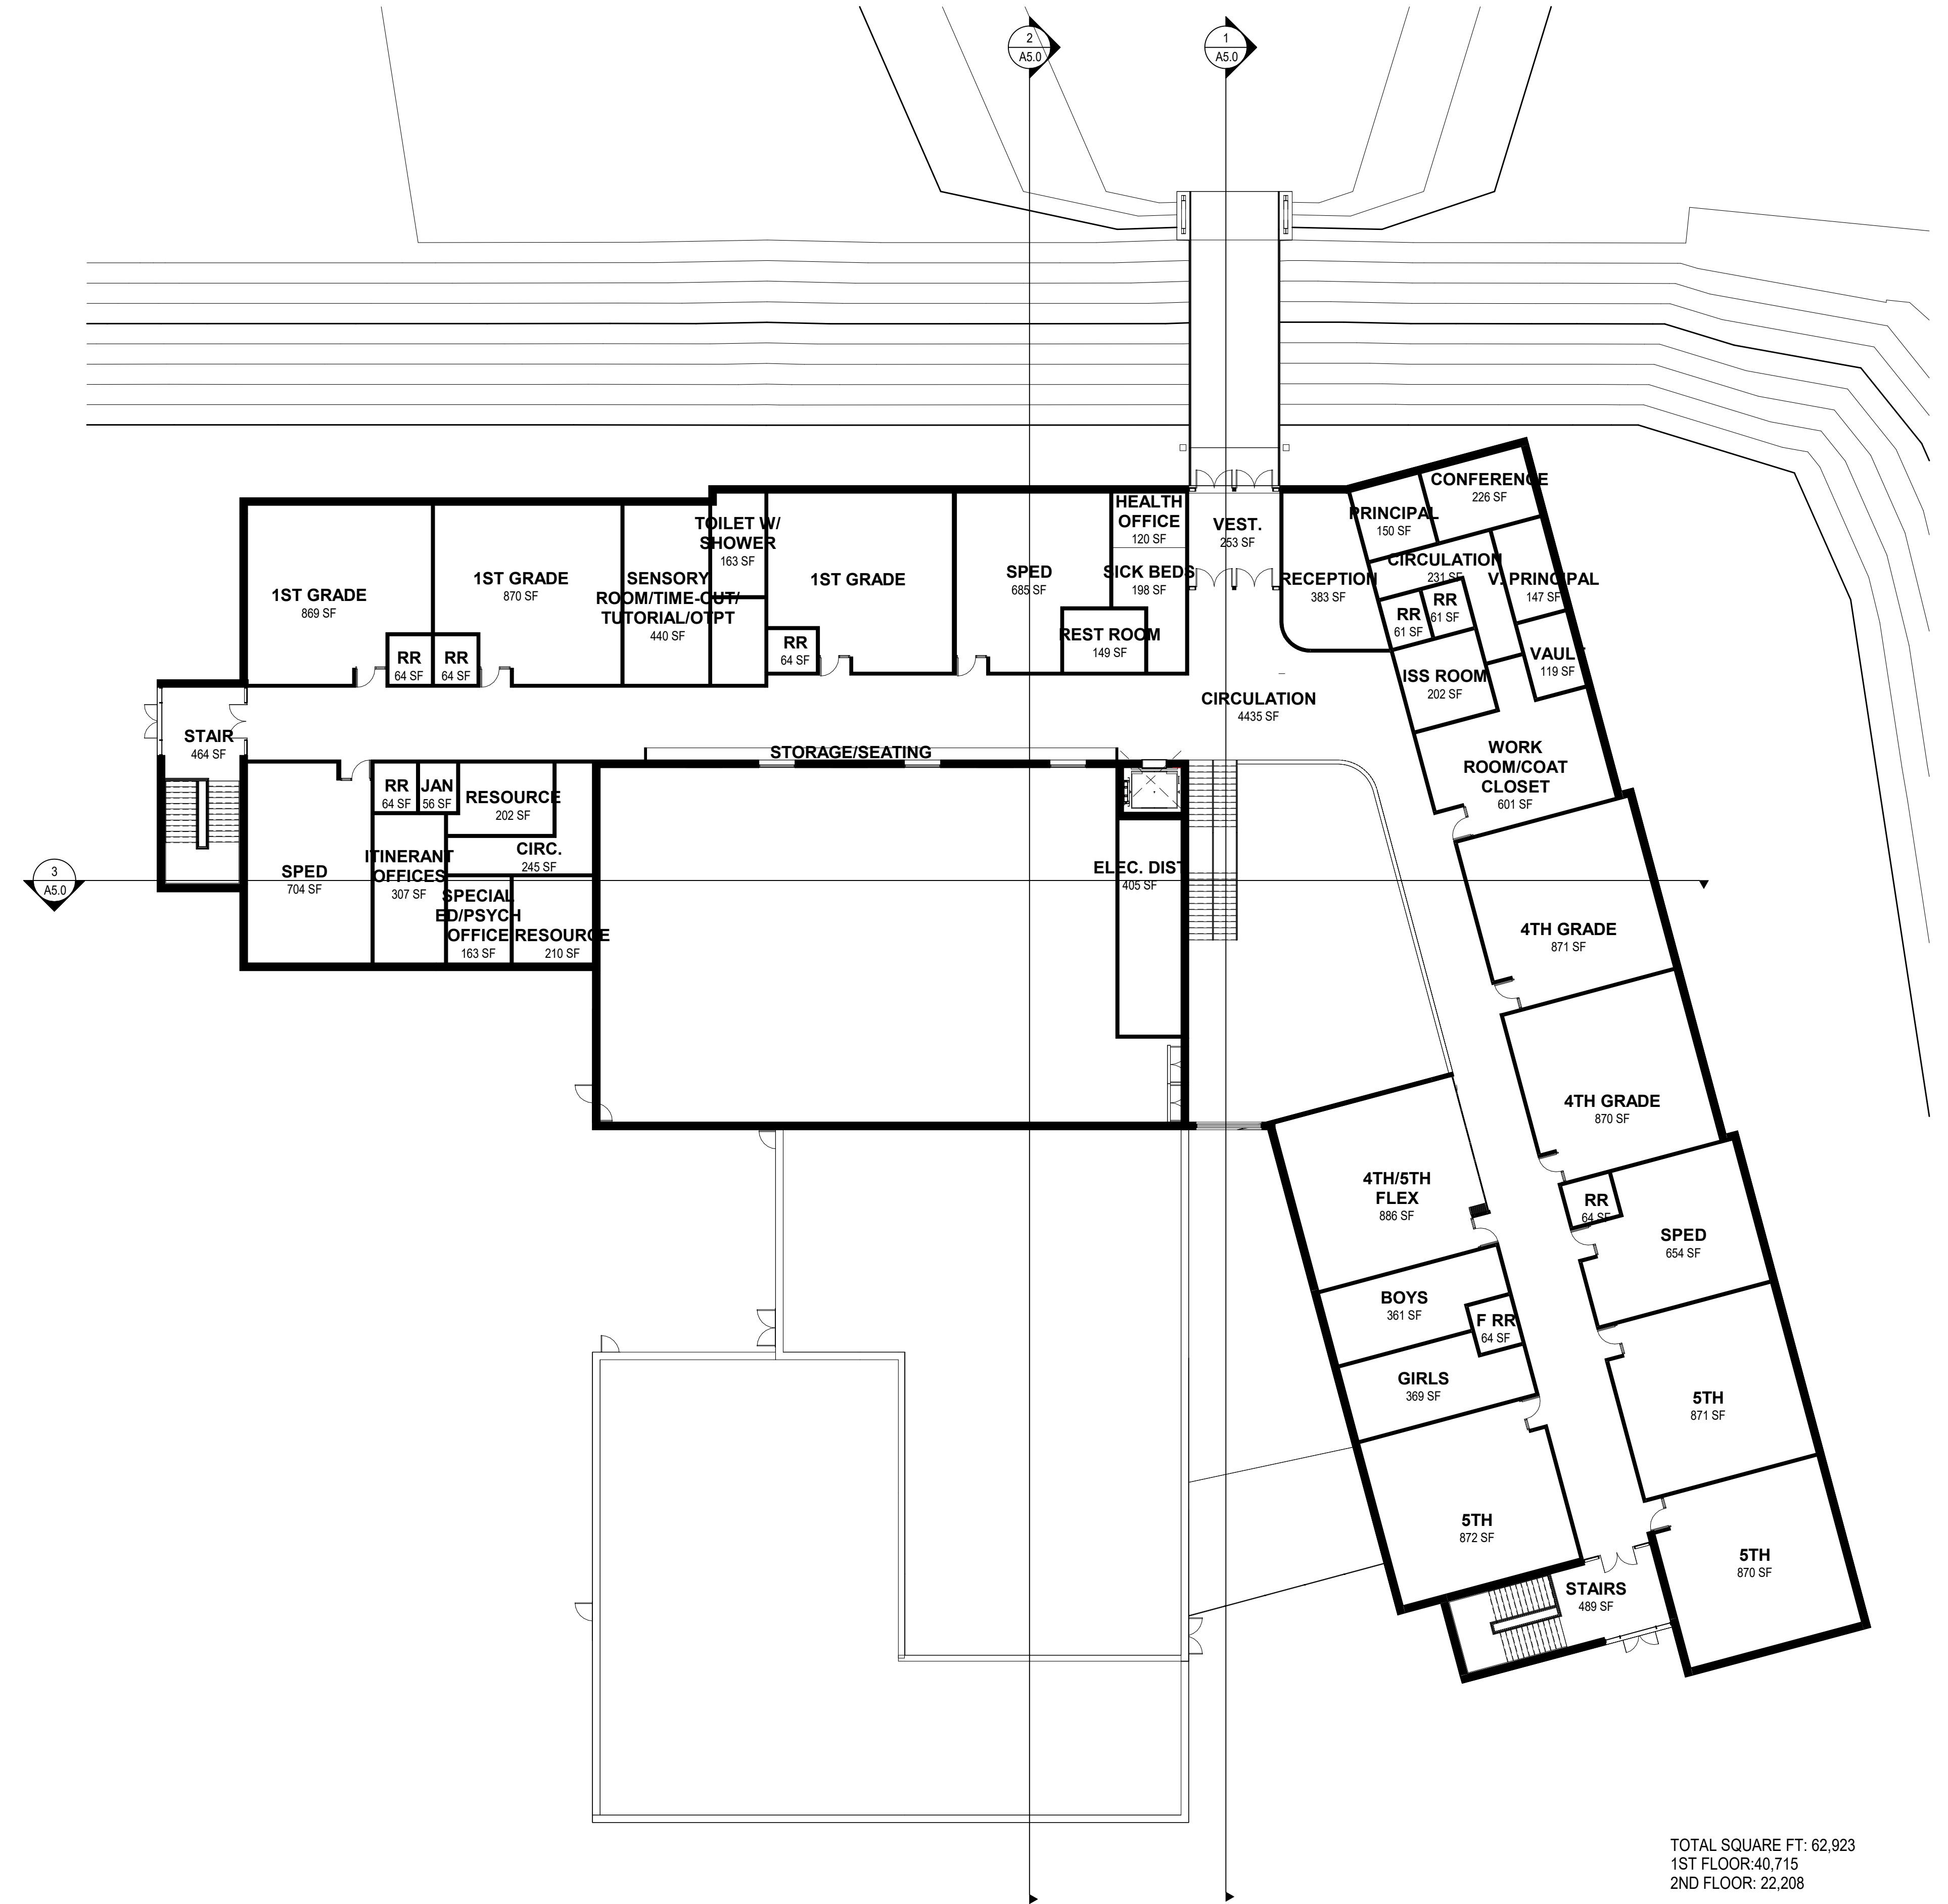 2
A5.0
1
A5.0
CONFERENCE
226 SF
PRINCIPAL
150 SF
HEALTH
OFFICE
120 SF
VEST.
253 SF
TOILET W/
SHOWER
163 SF
1ST GRADE
869 SF
1ST GRADE
870 SF
SENSORY
ROOM/TIME-OUT/
TUTORIAL/OTPT
440 SF
1ST GRADE
SPED
685 SF
SICK BEDS
198 SF
RECEPTION
383 SF
CIRCULATION
231 SF
V. PRINCIPAL
147 SF
RR
61 SF
RR
61 SF
RR
64 SF
RR
64 SF
RR
64 SF
REST ROOM
149 SF
ISS ROOM
202 SF
VAULT
119 SF
CIRCULATION
4435 SF
STAIR
464 SF
STORAGE/SEATING
WORK
ROOM/COAT
CLOSET
601 SF
RR
64 SF
JAN
56 SF
RESOURCE
202 SF
CIRC.
245 SF
3
A5.0
SPED
704 SF
ITINERANT
OFFICES
307 SF
SPECIAL
ED/PSYCH
OFFICE
163 SF
RESOURCE
210 SF
ELEC. DIST
405 SF
4TH GRADE
871 SF
4TH GRADE
870 SF
4TH/5TH
FLEX
886 SF
RR
64 SF
SPED
654 SF
BOYS
361 SF
F RR
64 SF
GIRLS
369 SF
5TH
871 SF
5TH
872 SF
5TH
870 SF
STAIRS
489 SF
TOTAL SQUARE FT: 62,923
1ST FLOOR:40,715
2ND FLOOR: 22,208